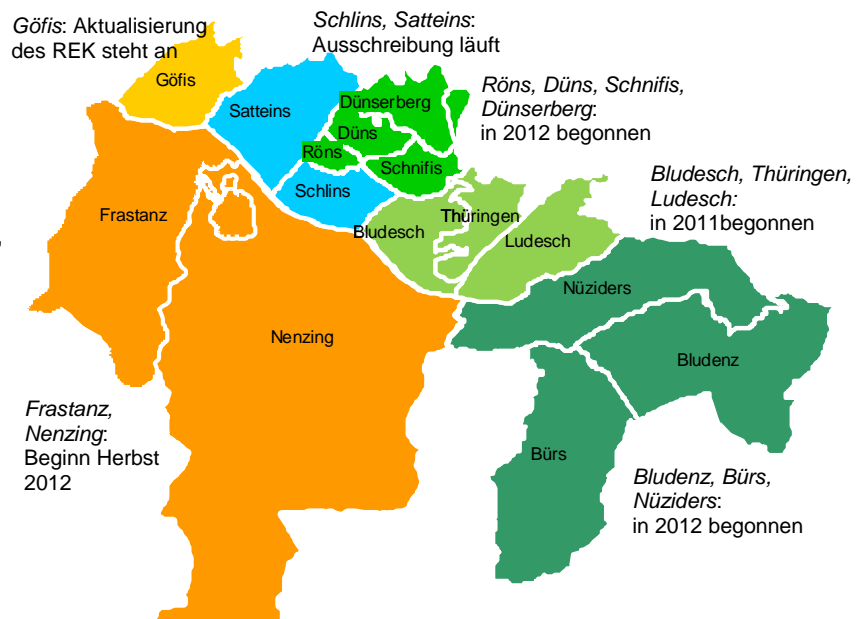 Göfis: Aktualisierung
des REK steht an
Schlins, Satteins:
Ausschreibung läuft
Röns, Düns, Schnifis,
Dünserberg:
in 2012 begonnen
Bludesch, Thüringen,
Ludesch:
in 2011begonnen
Göfis
Satteins
Dünserberg
Düns
Röns
Schnifis
Schlins
Frastanz
Bludesch
Thüringen
Ludesch
Nüziders
Nenzing
Bludenz
Bürs
Frastanz,
Nenzing:
Beginn Herbst
2012
Bludenz, Bürs,
Nüziders:
in 2012 begonnen